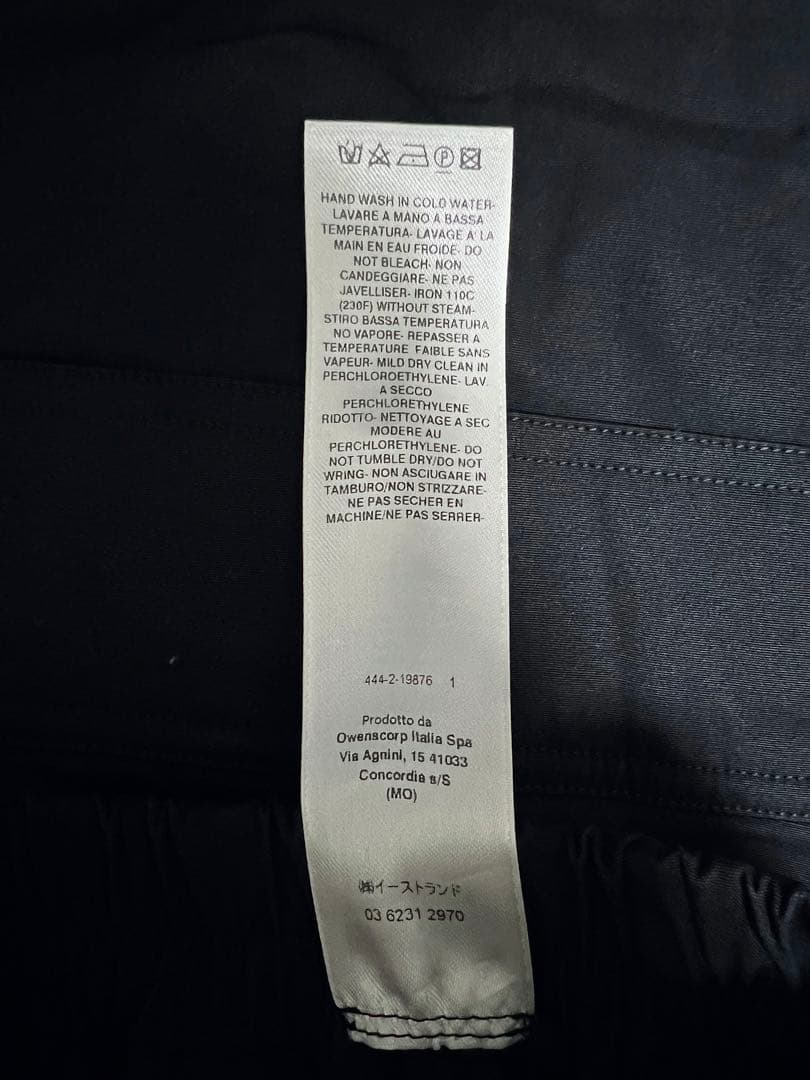 HAND WASH IN COLD WATER-
LAVARE A MANO A BASSA
TEMPERATURA- LAVAGE A' LA
MAIN EN EAU FROIDE- DO
NOT BLEACH- NON
CANDEGGIARE- NE PAS
JAVELLISER- IRON 110C
(230F) WITHOUT STEAM-
STIRO BASSA TEMPERATURA
NO VAPORE- REPASSER A
TEMPERATURE FAIBLE SANS
VAPEUR- MILD DRY CLEAN IN
PERCHLOROETHYLENE- LAV.
A SECCO
PERCHLORETHYLENE
RIDOTTO- NETTOYAGE A SEC
MODERE AU
PERCHLORETHYLENE- DO
NOT TUMBLE DRY/DO NOT
WRING- NON ASCIUGARE IN
TAMBURO/NON STRIZZARE-
NE PAS SECHER EN
MACHINE/NE PAS SERRER-
444-2-19876 1
Prodotto da
Owenscorp Italia Spa
Via Agnini, 15 41033
Concordia s/S
(MO)
㈱イーストランド
03 6231 2970